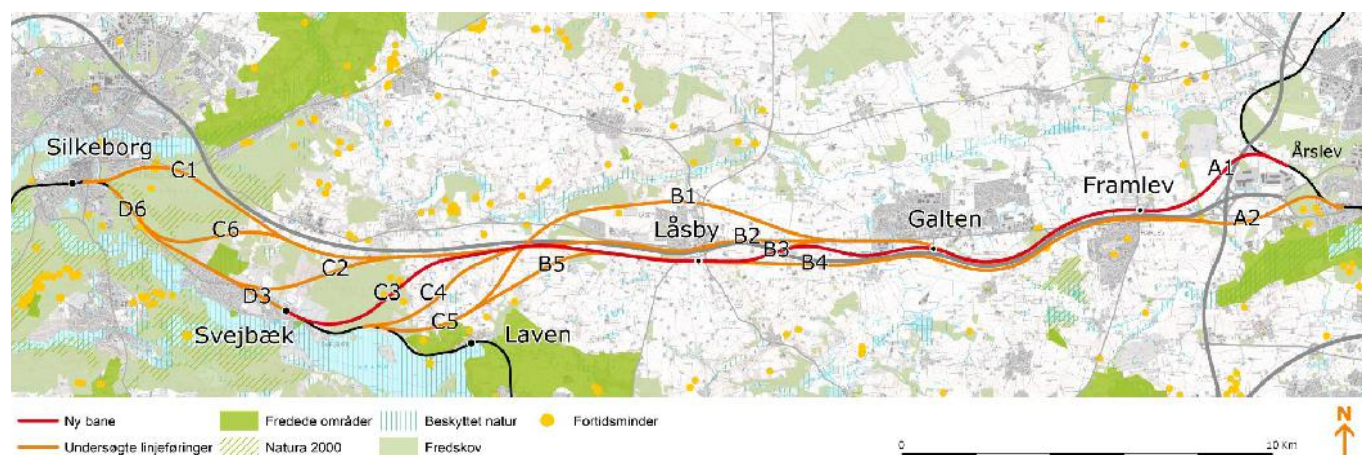 Silkeborg
C1
D6
C6
C2
D3
C3
C4
C5
Svejbæk
Laven
B1
Låsby
B2
B3
B5
B4
Galten
Framlev
A1
Årslev
A2
Ny bane
Fredede områder
Beskyttet natur
Fortidsminder
Undersøgte linjeføringer
Natura 2000
Fredskov
0
10 Km
N